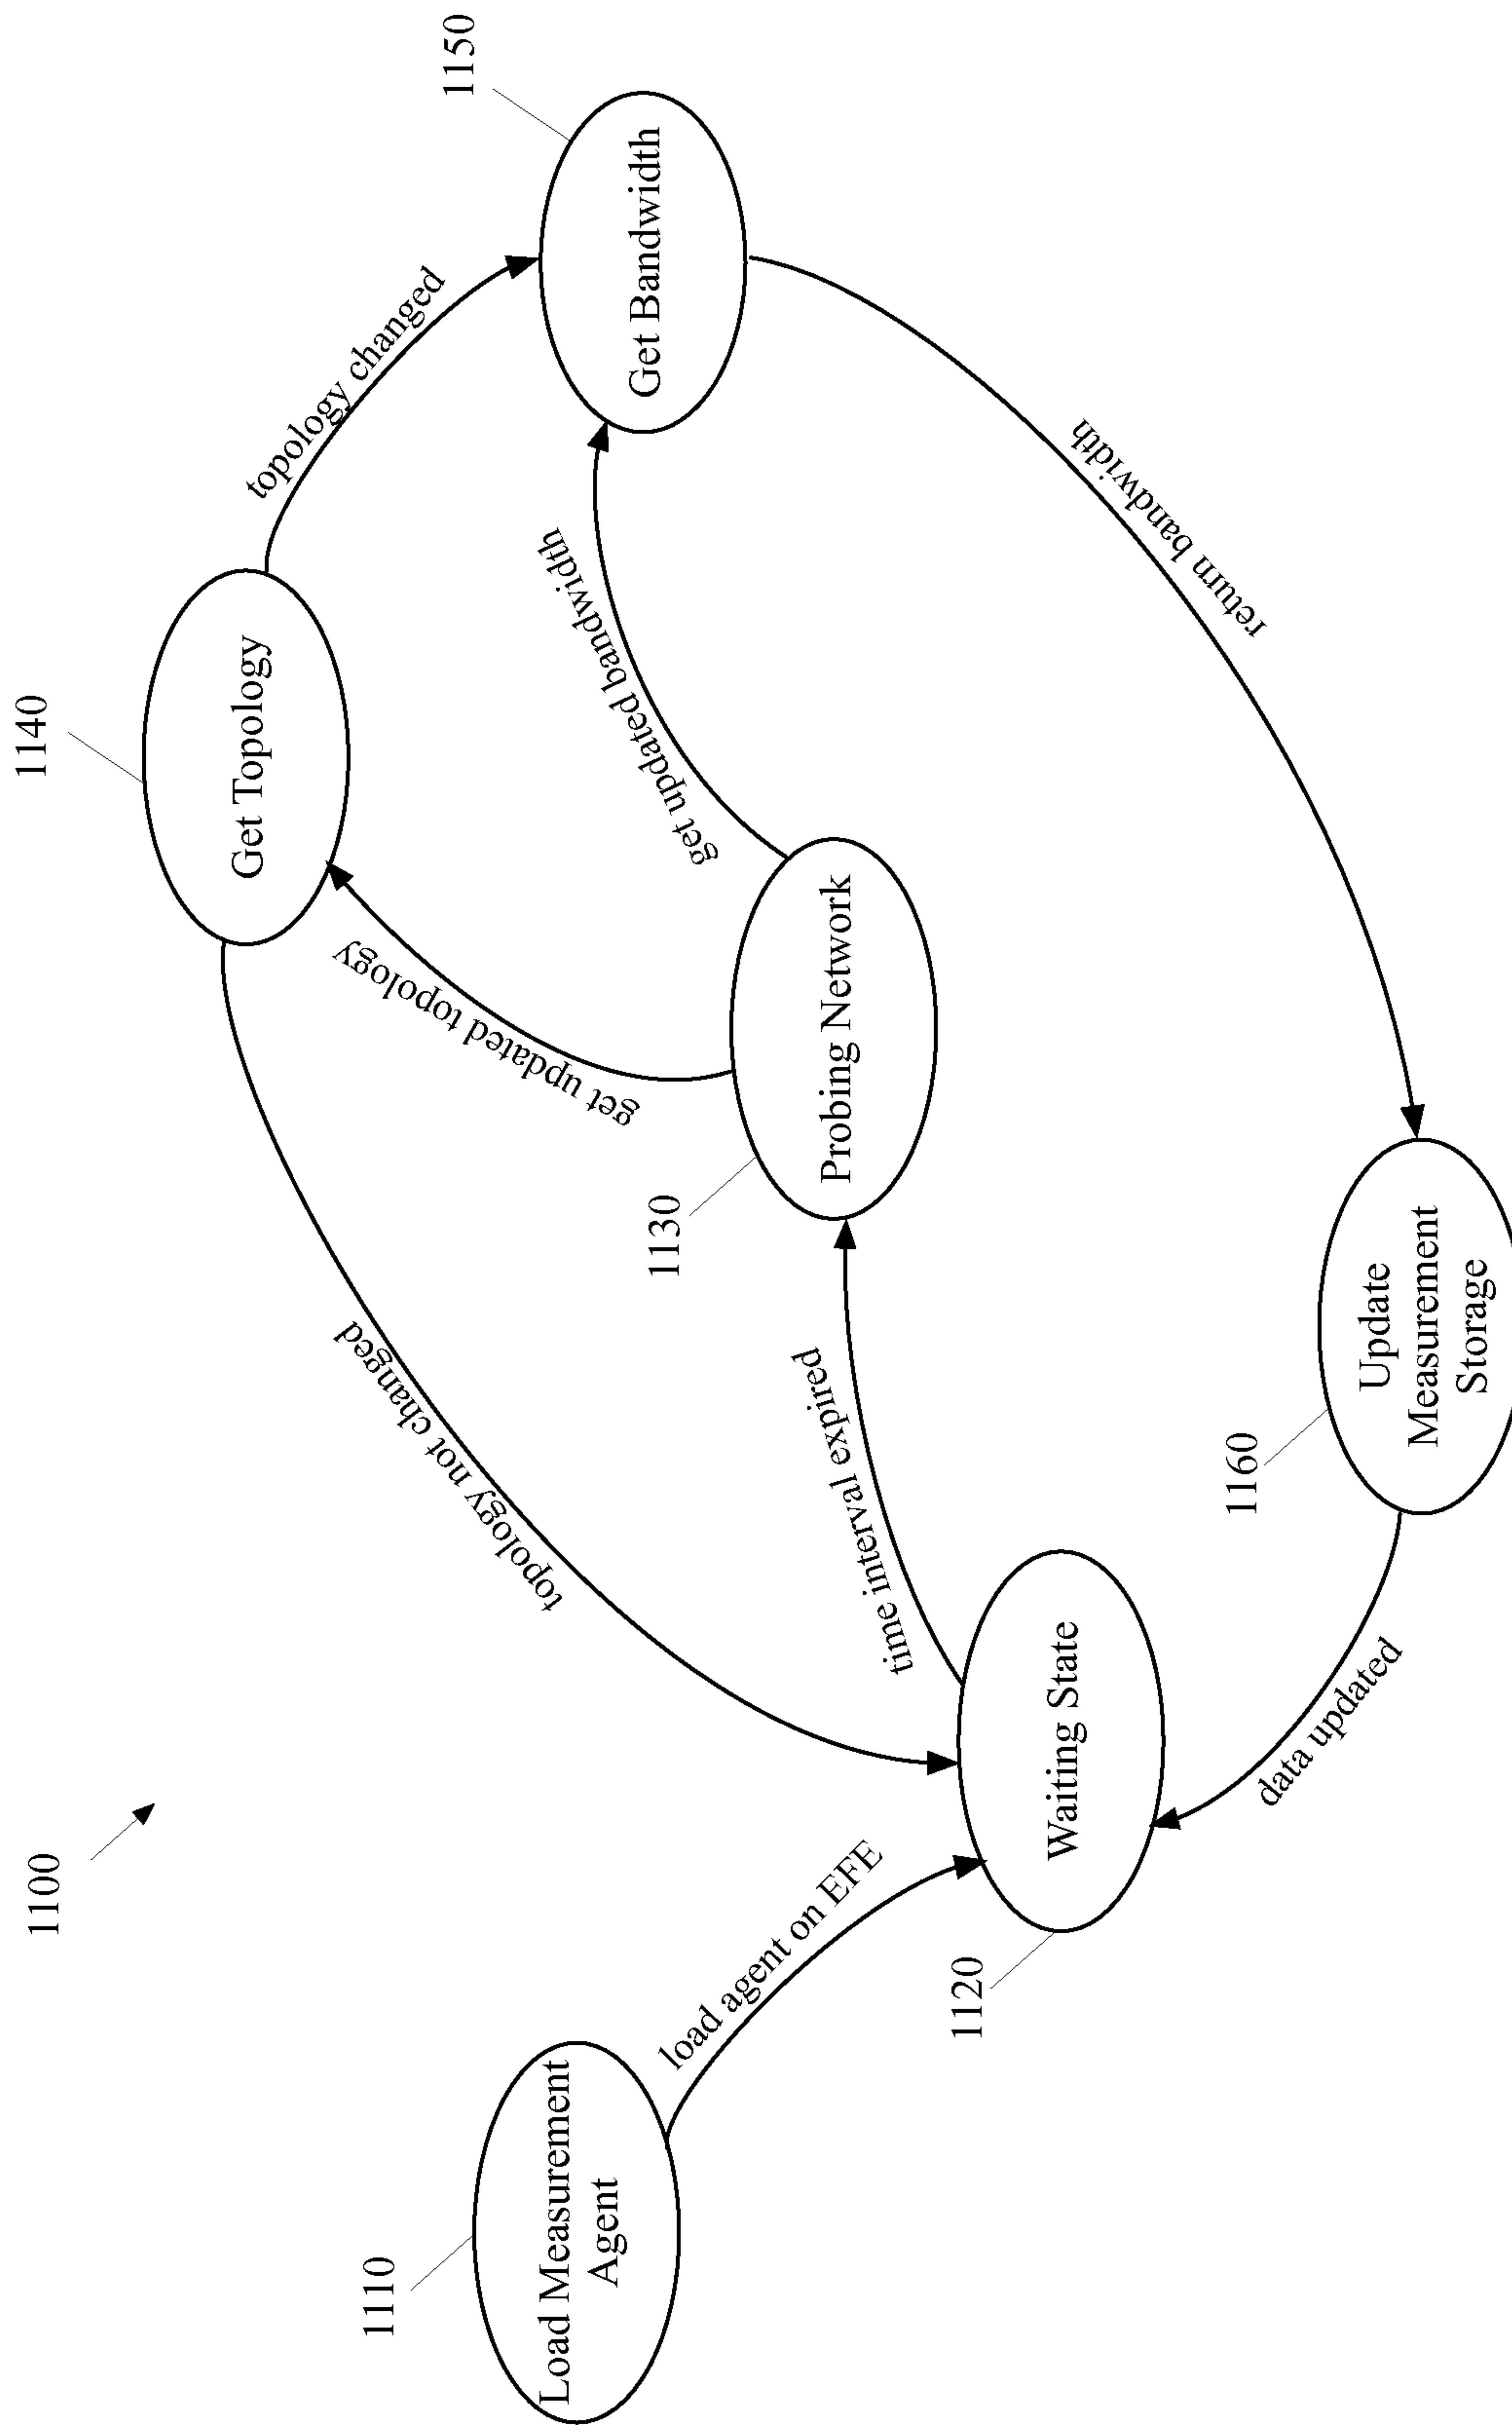 1100
1110
Load Measurement
Agent
load agent on EFE
1120
Waiting State
topology not changed
time interval expired
1130
Probing Network
get updated topology
1140
Get Topology
topology changed
get updated bandwidth
1150
Get Bandwidth
return bandwidth
1160
Update
Measurement
Storage
data updated